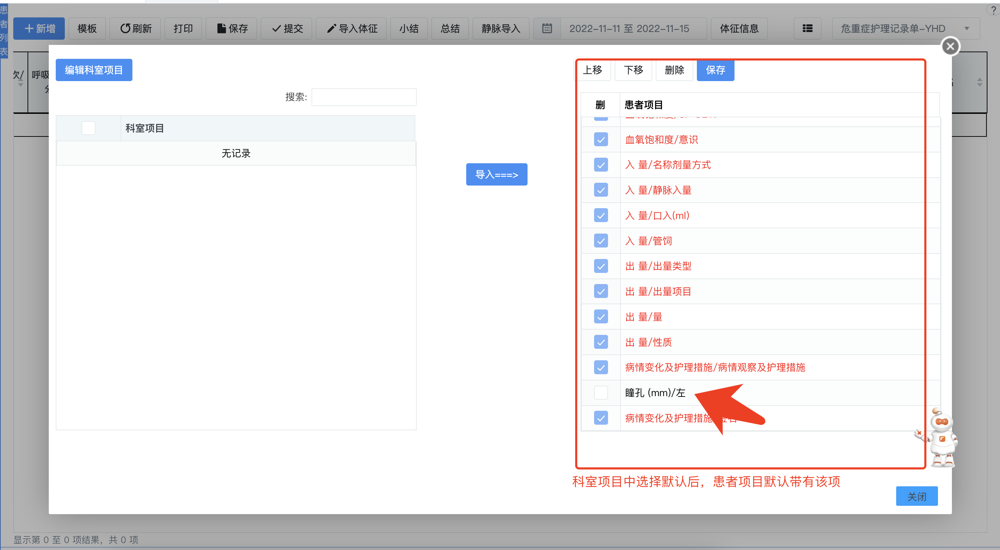 患者列表
新增
模板
刷新
打印
保存
提交
导入体征
小结
总结
静脉导入
2022-11-11 至 2022-11-15
体征信息
危重症护理记录单-YHD
?
次/
呼吸
编辑科室项目
搜索:
科室项目
无记录
导入===>
上移
下移
删除
保存
删
患者项目
血氧饱和度/意识
入 量/名称剂量方式
入 量/静脉入量
入 量/口入(ml)
入 量/管饲
出 量/出量类型
出 量/出量项目
出 量/量
出 量/性质
病情变化及护理措施/病情观察及护理措施
瞳孔 (mm)/左
病情变化及护理措施
科室项目中选择默认后，患者项目默认带有该项
关闭
显示第 0 至 0 项结果，共 0 项